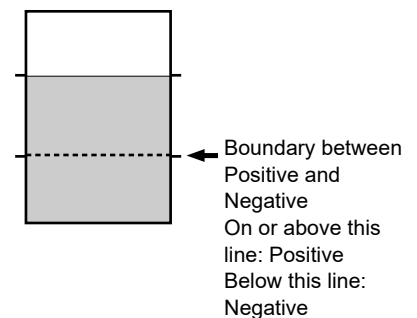 Boundary between
Positive and
Negative
On or above this
line: Positive
Below this line:
Negative